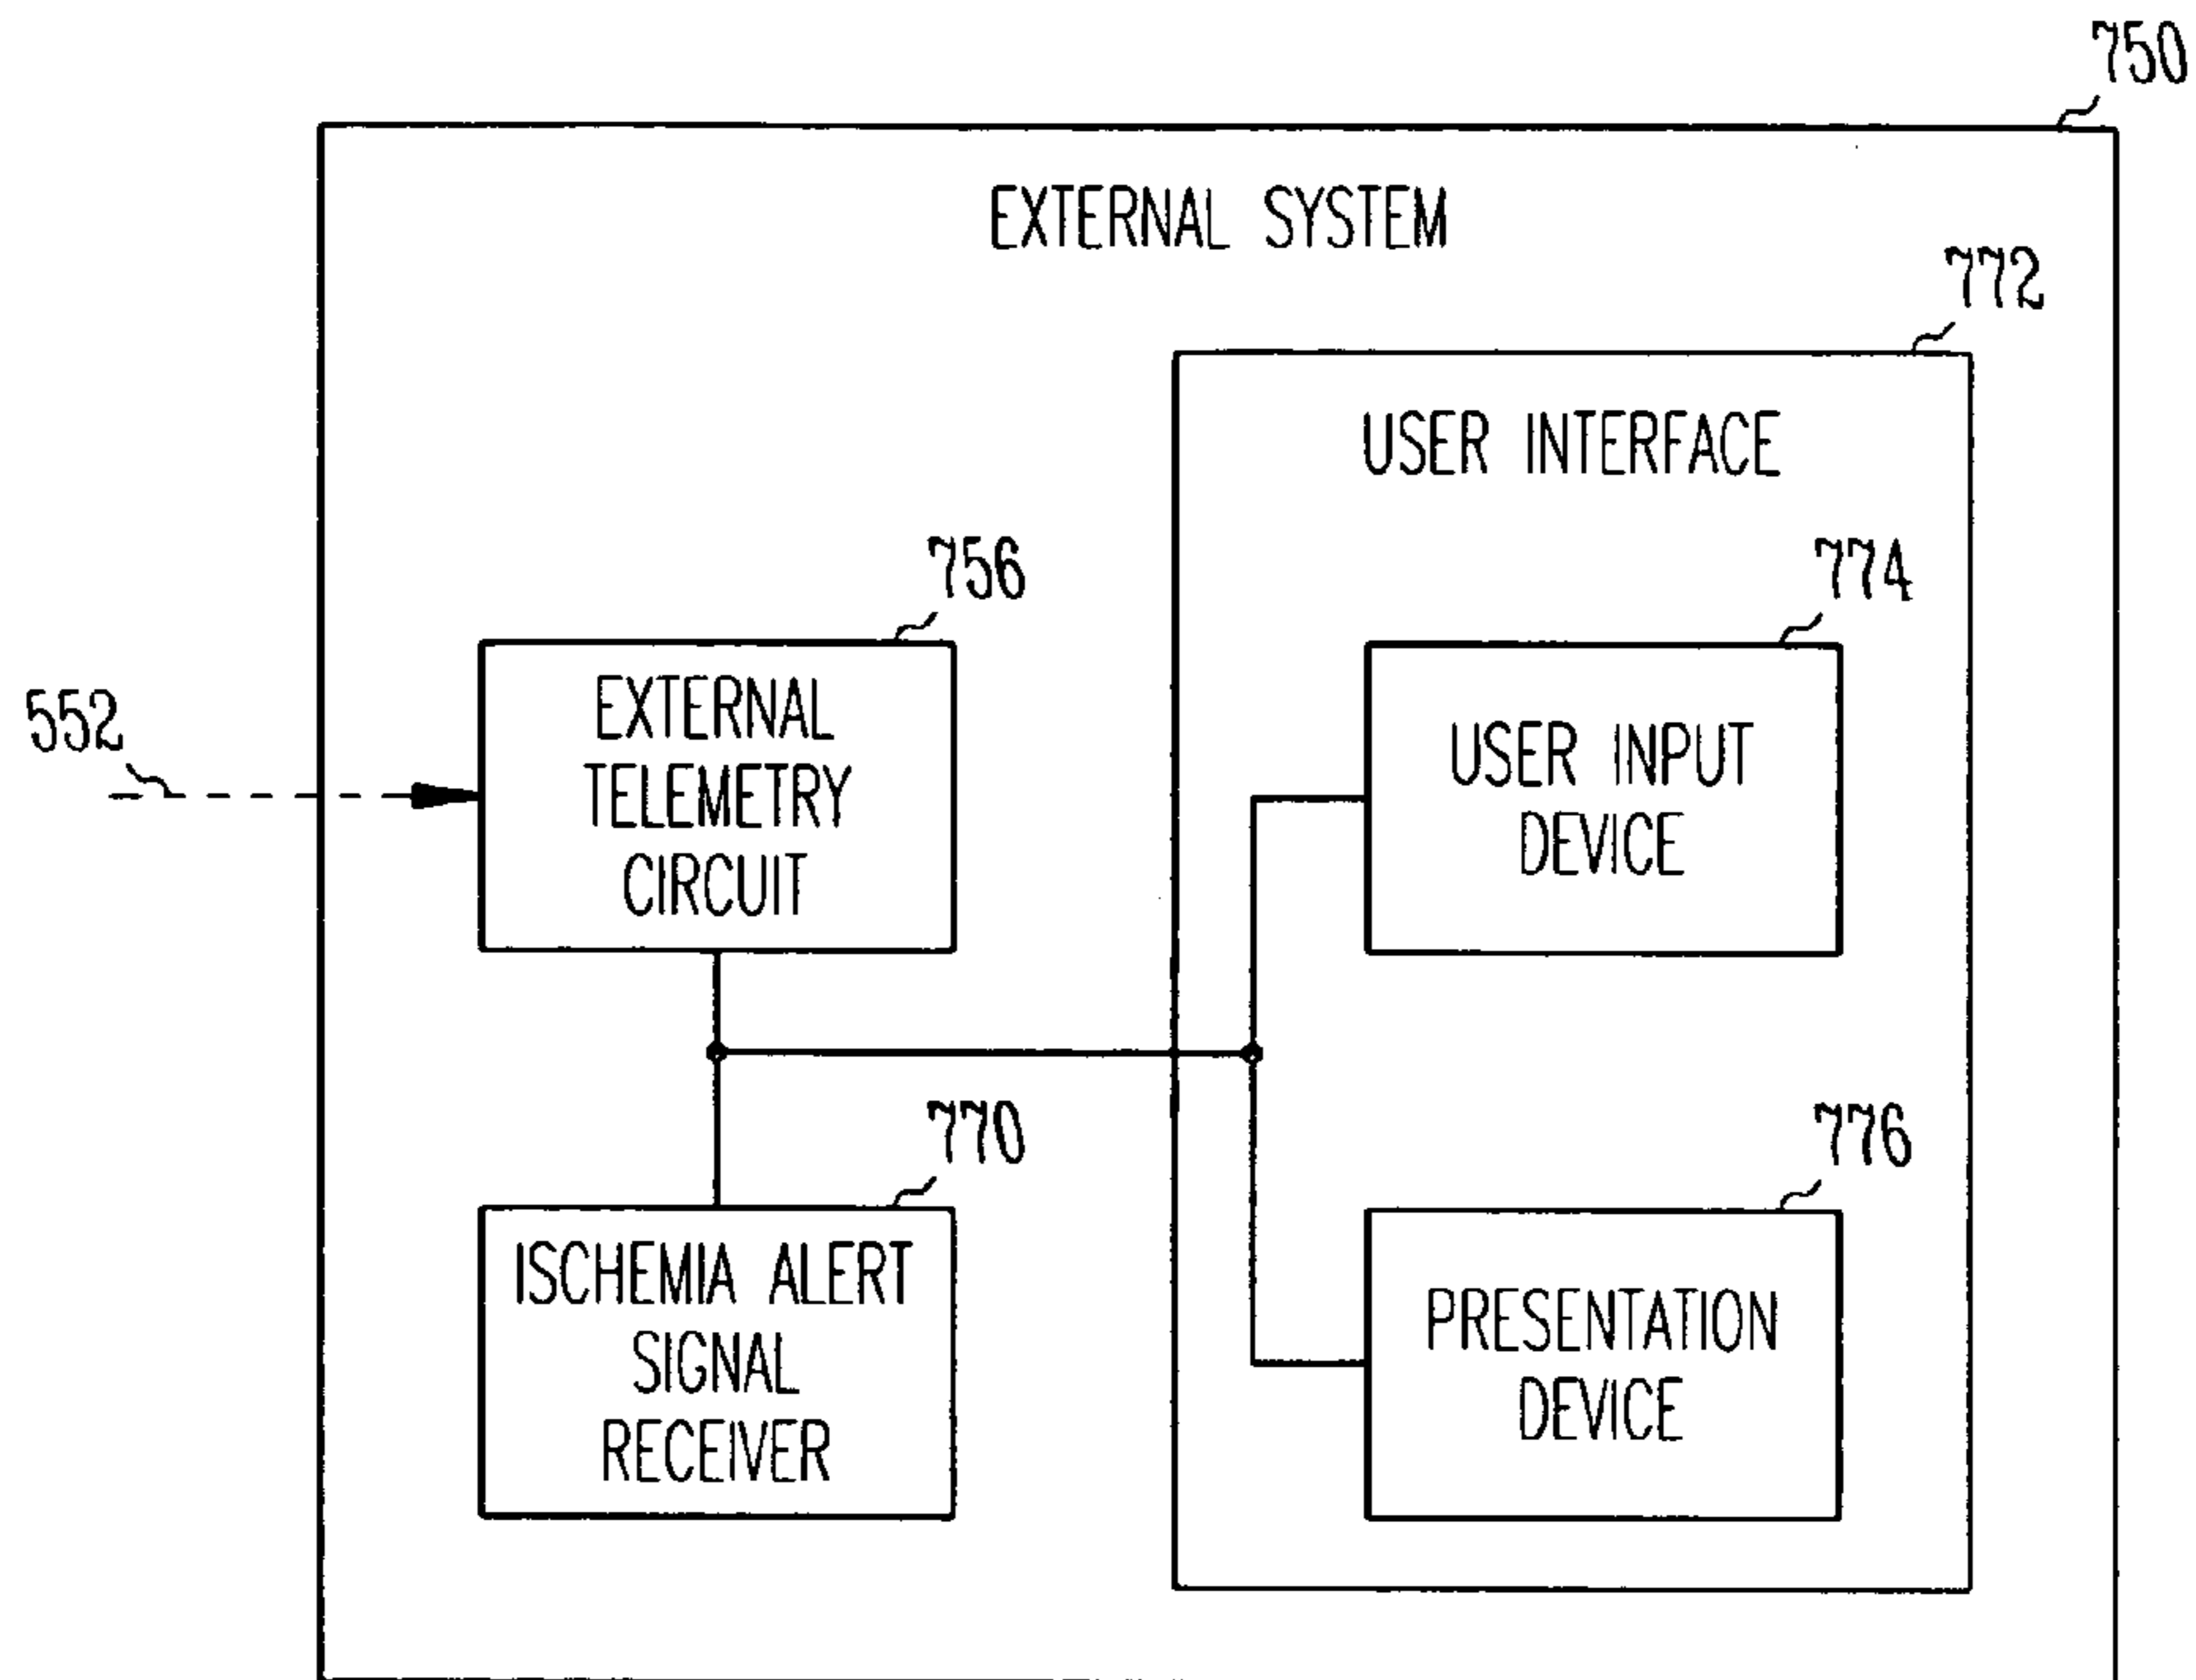 750
EXTERNAL SYSTEM
772
USER INTERFACE
756
774
EXTERNAL
TELEMETRY
CIRCUIT
552
USER INPUT
DEVICE
770
776
ISCHEMIA ALERT
SIGNAL
RECEIVER
PRESENTATION
DEVICE